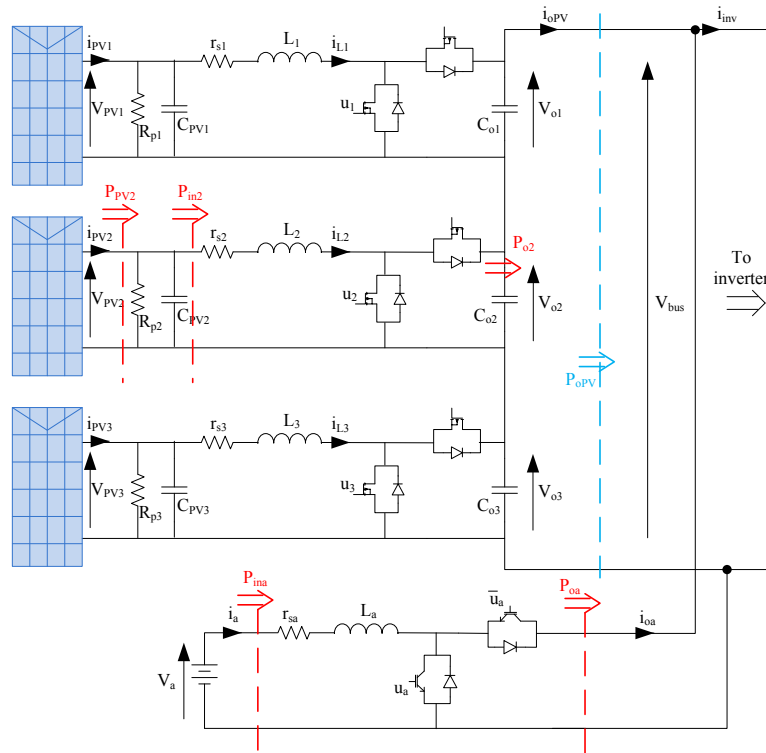 i_oPV i_inv
i_PV1 r_s1 L_1 i_L1
V_PV1 R_p1 C_PV1 u_1 C_o1 V_o1
P_PV2 P_in2
i_PV2 r_s2 L_2 i_L2 P_o2
V_PV2 R_p2 C_PV2 u_2 C_o2 V_o2 V_bus
To
inverter
P_oPV
i_PV3 r_s3 L_3 i_L3
V_PV3 R_p3 C_PV3 u_3 C_o3 V_o3
P_ina P_oa
i_a r_sa L_a u̅_a i_oa
V_a u_a